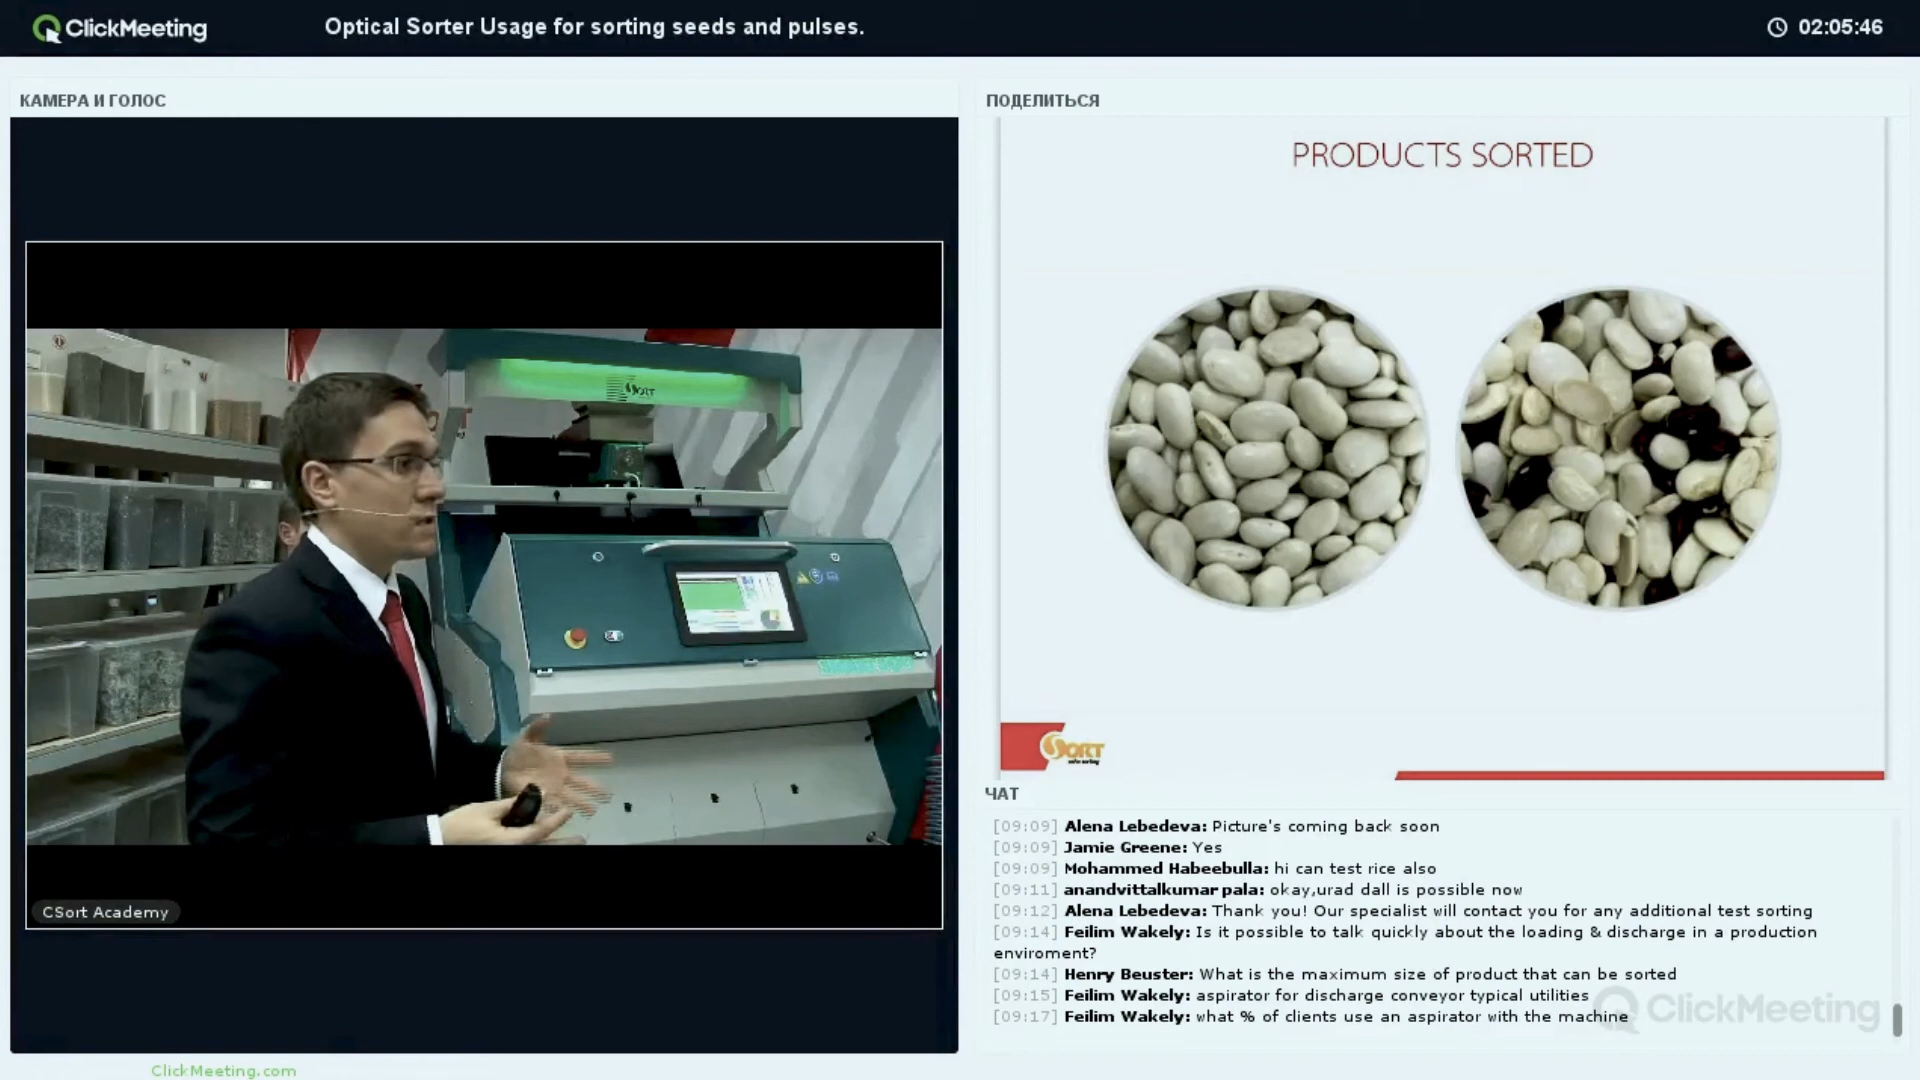 ClickMeeting
Optical Sorter Usage for sorting seeds and pulses.
02:05:46
КАМЕРА И ГОЛОС
SORT
CSort Academy
ClickMeeting.com
ПОДЕЛИТЬСЯ
PRODUCTS SORTED
SORT
ЧАТ
[09:09] Alena Lebedeva: Picture's coming back soon
[09:09] Jamie Greene: Yes
[09:09] Mohammed Habeebulla: hi can test rice also
[09:11] anandvittalkumar pala: okay,urad dall is possible now
[09:12] Alena Lebedeva: Thank you! Our specialist will contact you for any additional test sorting
[09:14] Feilim Wakely: Is it possible to talk quickly about the loading & discharge in a production
enviroment?
[09:14] Henry Beuster: What is the maximum size of product that can be sorted
[09:15] Feilim Wakely: aspirator for discharge conveyor typical utilities
[09:17] Feilim Wakely: what % of clients use an aspirator with the machine
ClickMeeting